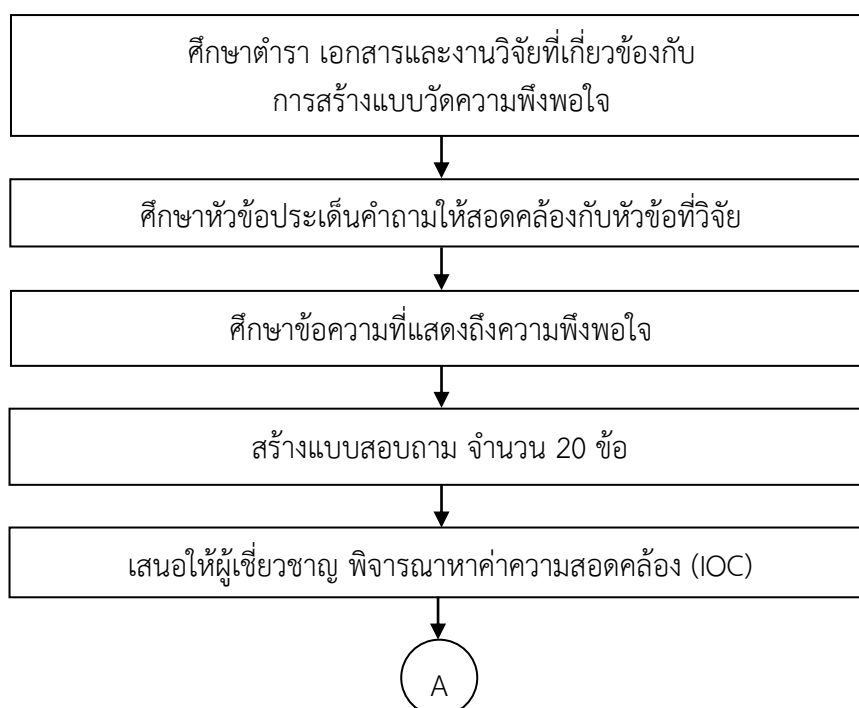 ศึกษาตำรา เอกสารและงานวิจัยที่เกี่ยวข้องกับ
การสร้างแบบวัดความพึงพอใจ
ศึกษาหัวข้อประเด็นคำถามให้สอดคล้องกับหัวข้อที่วิจัย
ศึกษาข้อความที่แสดงถึงความพึงพอใจ
สร้างแบบสอบถาม จำนวน 20 ข้อ
เสนอให้ผู้เชี่ยวชาญ พิจารณาหาค่าความสอดคล้อง (IOC)
A